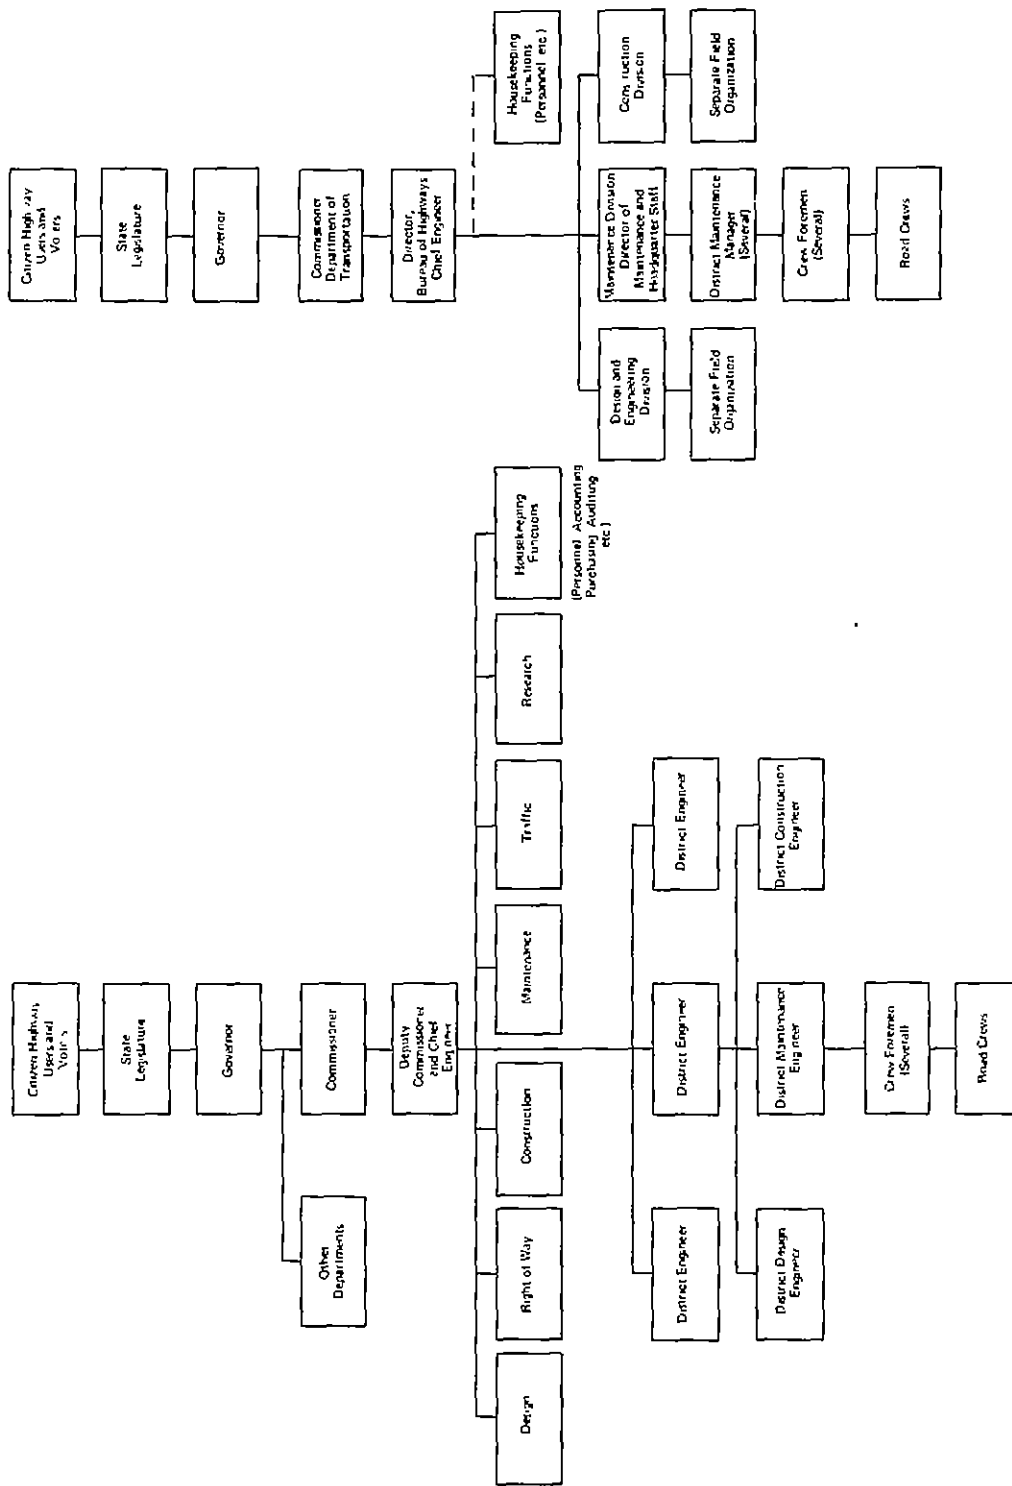 Citizen Highway
Users and
Voters
State
Legislature
Governor
Other
Departments
Commissioner
Deputy
Commissioner
and Chief
Engineer
Design
Right of Way
Construction
Maintenance
Traffic
Research
Housekeeping
Functions
(Personnel Accounting
Purchasing Auditing
etc )
District Engineer
District Engineer
District Engineer
District Design
Engineer
District Maintenance
Engineer
District Construction
Engineer
Crew Foremen
(Several)
Road Crews
Citizen Highway
Users and
Voters
State
Legislature
Governor
Commissioner
Department of
Transportation
Director,
Bureau of Highways
Chief Engineer
Housekeeping
Functions
(Personnel etc )
Design and
Engineering
Division
Maintenance Division
Director of
Maintenance and
Headquarter Staff
Construction
Division
Separate Field
Organization
District Maintenance
Manager
(Several)
Separate Field
Organization
Crew Foremen
(Several)
Road Crews